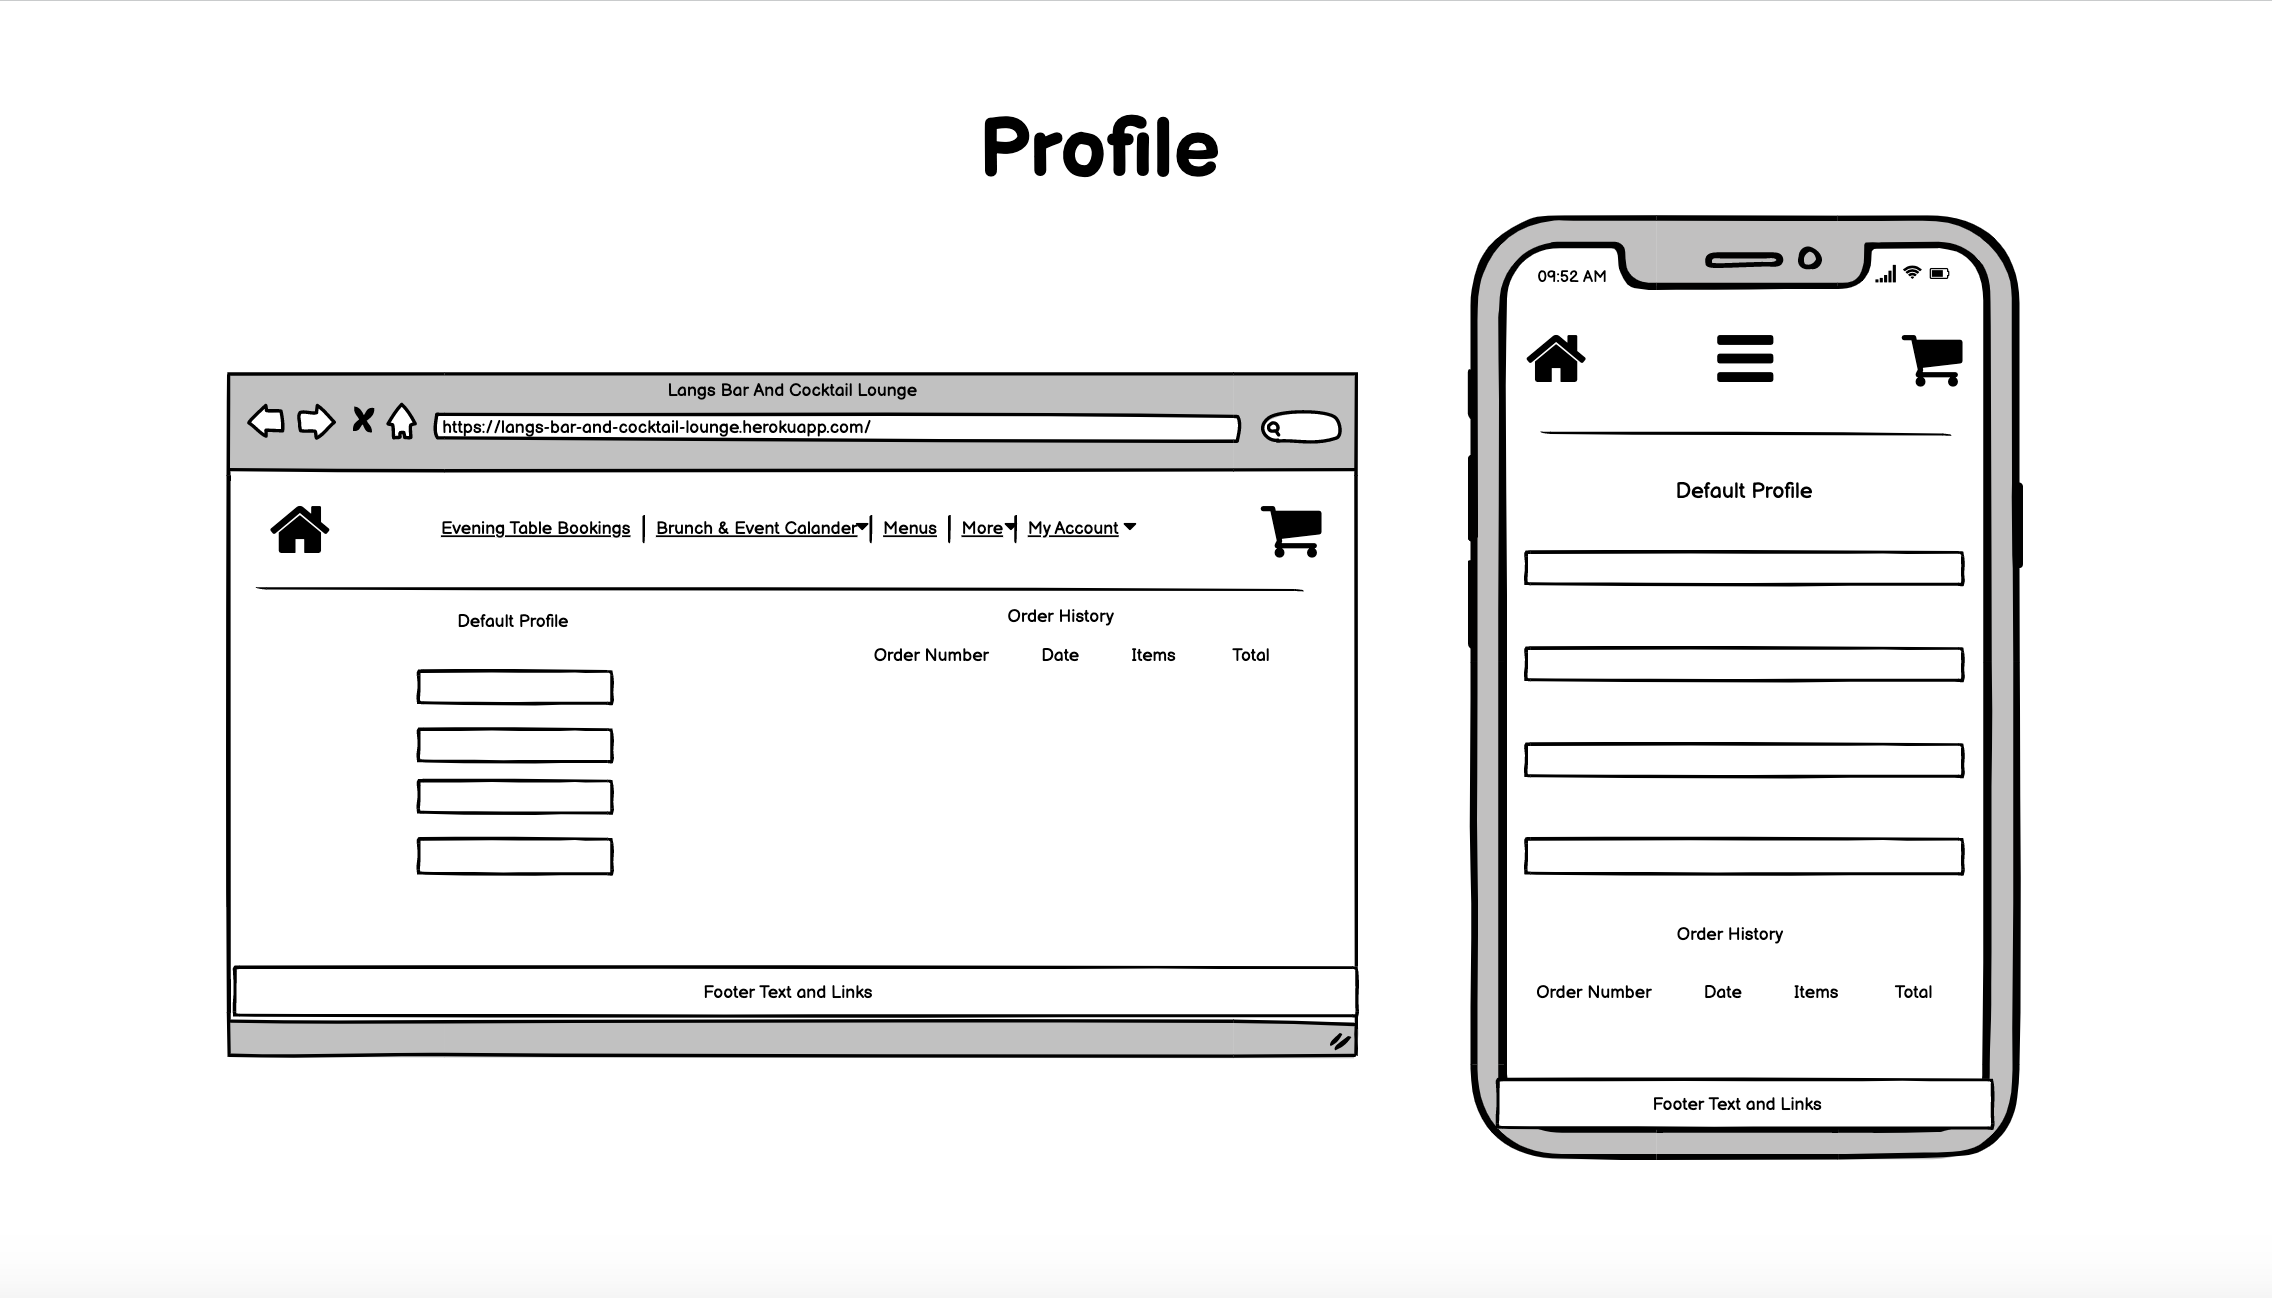 Profile
Langs Bar And Cocktail Lounge
https://langs-bar-and-cocktail-lounge.herokuapp.com/
Evening Table Bookings | Brunch & Event Calander | Menus | More | My Account
Default Profile
Order History
Order Number Date Items Total
Footer Text and Links
09:52 AM
Default Profile
Order History
Order Number Date Items Total
Footer Text and Links